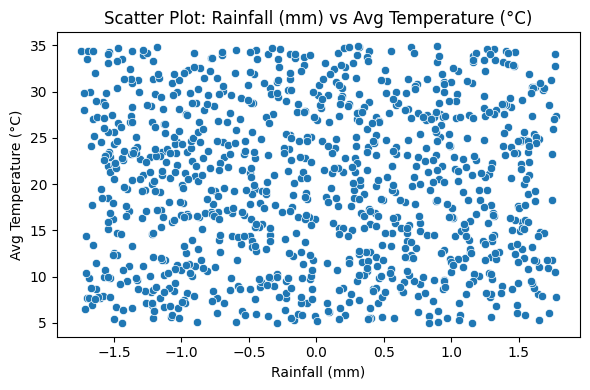 Scatter Plot: Rainfall (mm) vs Avg Temperature (°C)
Avg Temperature (°C)
35
30
25
20
15
10
5
−1.5 −1.0 −0.5 0.0 0.5 1.0 1.5
Rainfall (mm)